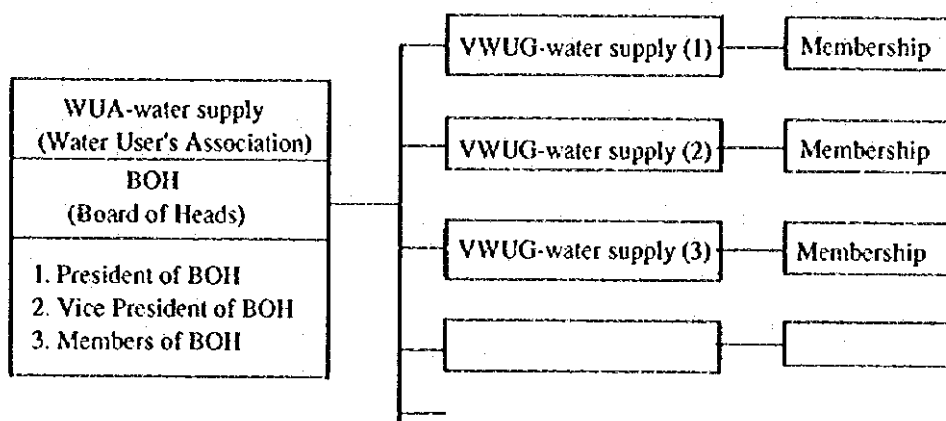 WUA-water supply
(Water User's Association)
BOH
(Board of Heads)
1. President of BOH
2. Vice President of BOH
3. Members of BOH
VWUG-water supply (1)
Membership
VWUG-water supply (2)
Membership
VWUG-water supply (3)
Membership